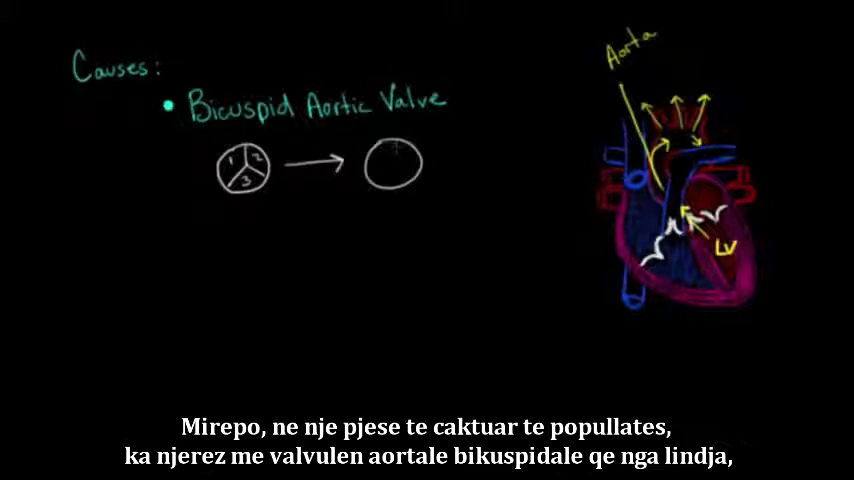 Causes:
• Bicuspid Aortic Valve
1 2
3
Aorta
LV
Mirepo, ne nje pjese te caktuar te popullates,
ka njerez me valvulen aortale bikuspidale qe nga lindja,